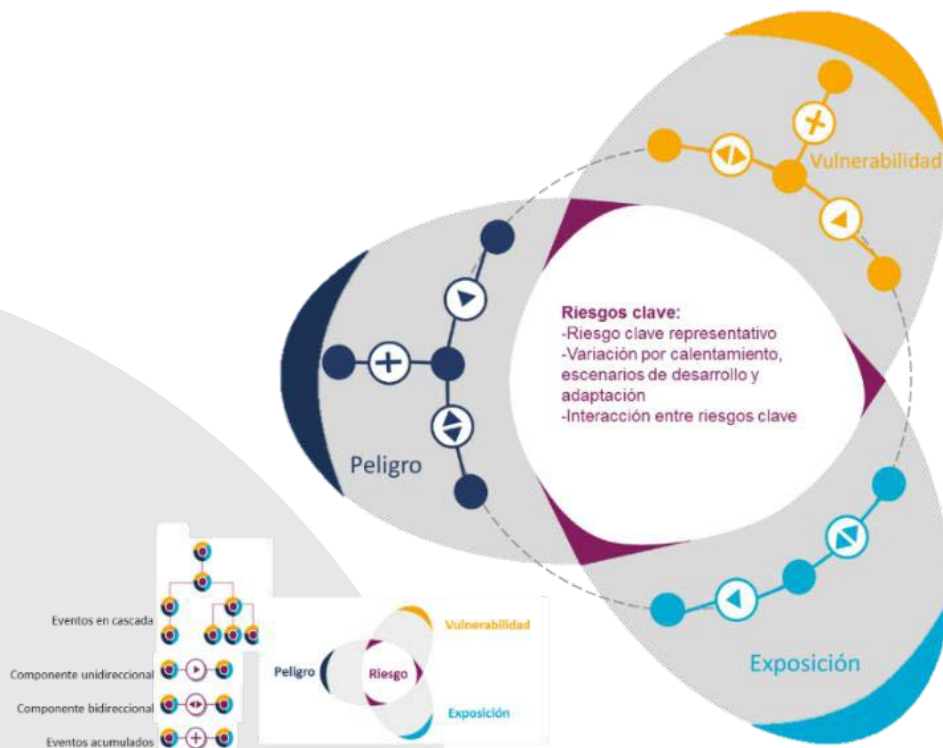 Vulnerabilidad
Riesgos clave:
-Riesgo clave representativo
-Variación por calentamiento,
escenarios de desarrollo y
adaptación
-Interacción entre riesgos clave
Peligro
Exposición
Eventos en cascada
Componente unidireccional
Componente bidireccional
Eventos acumulados
Vulnerabilidad
Peligro
Riesgo
Exposición